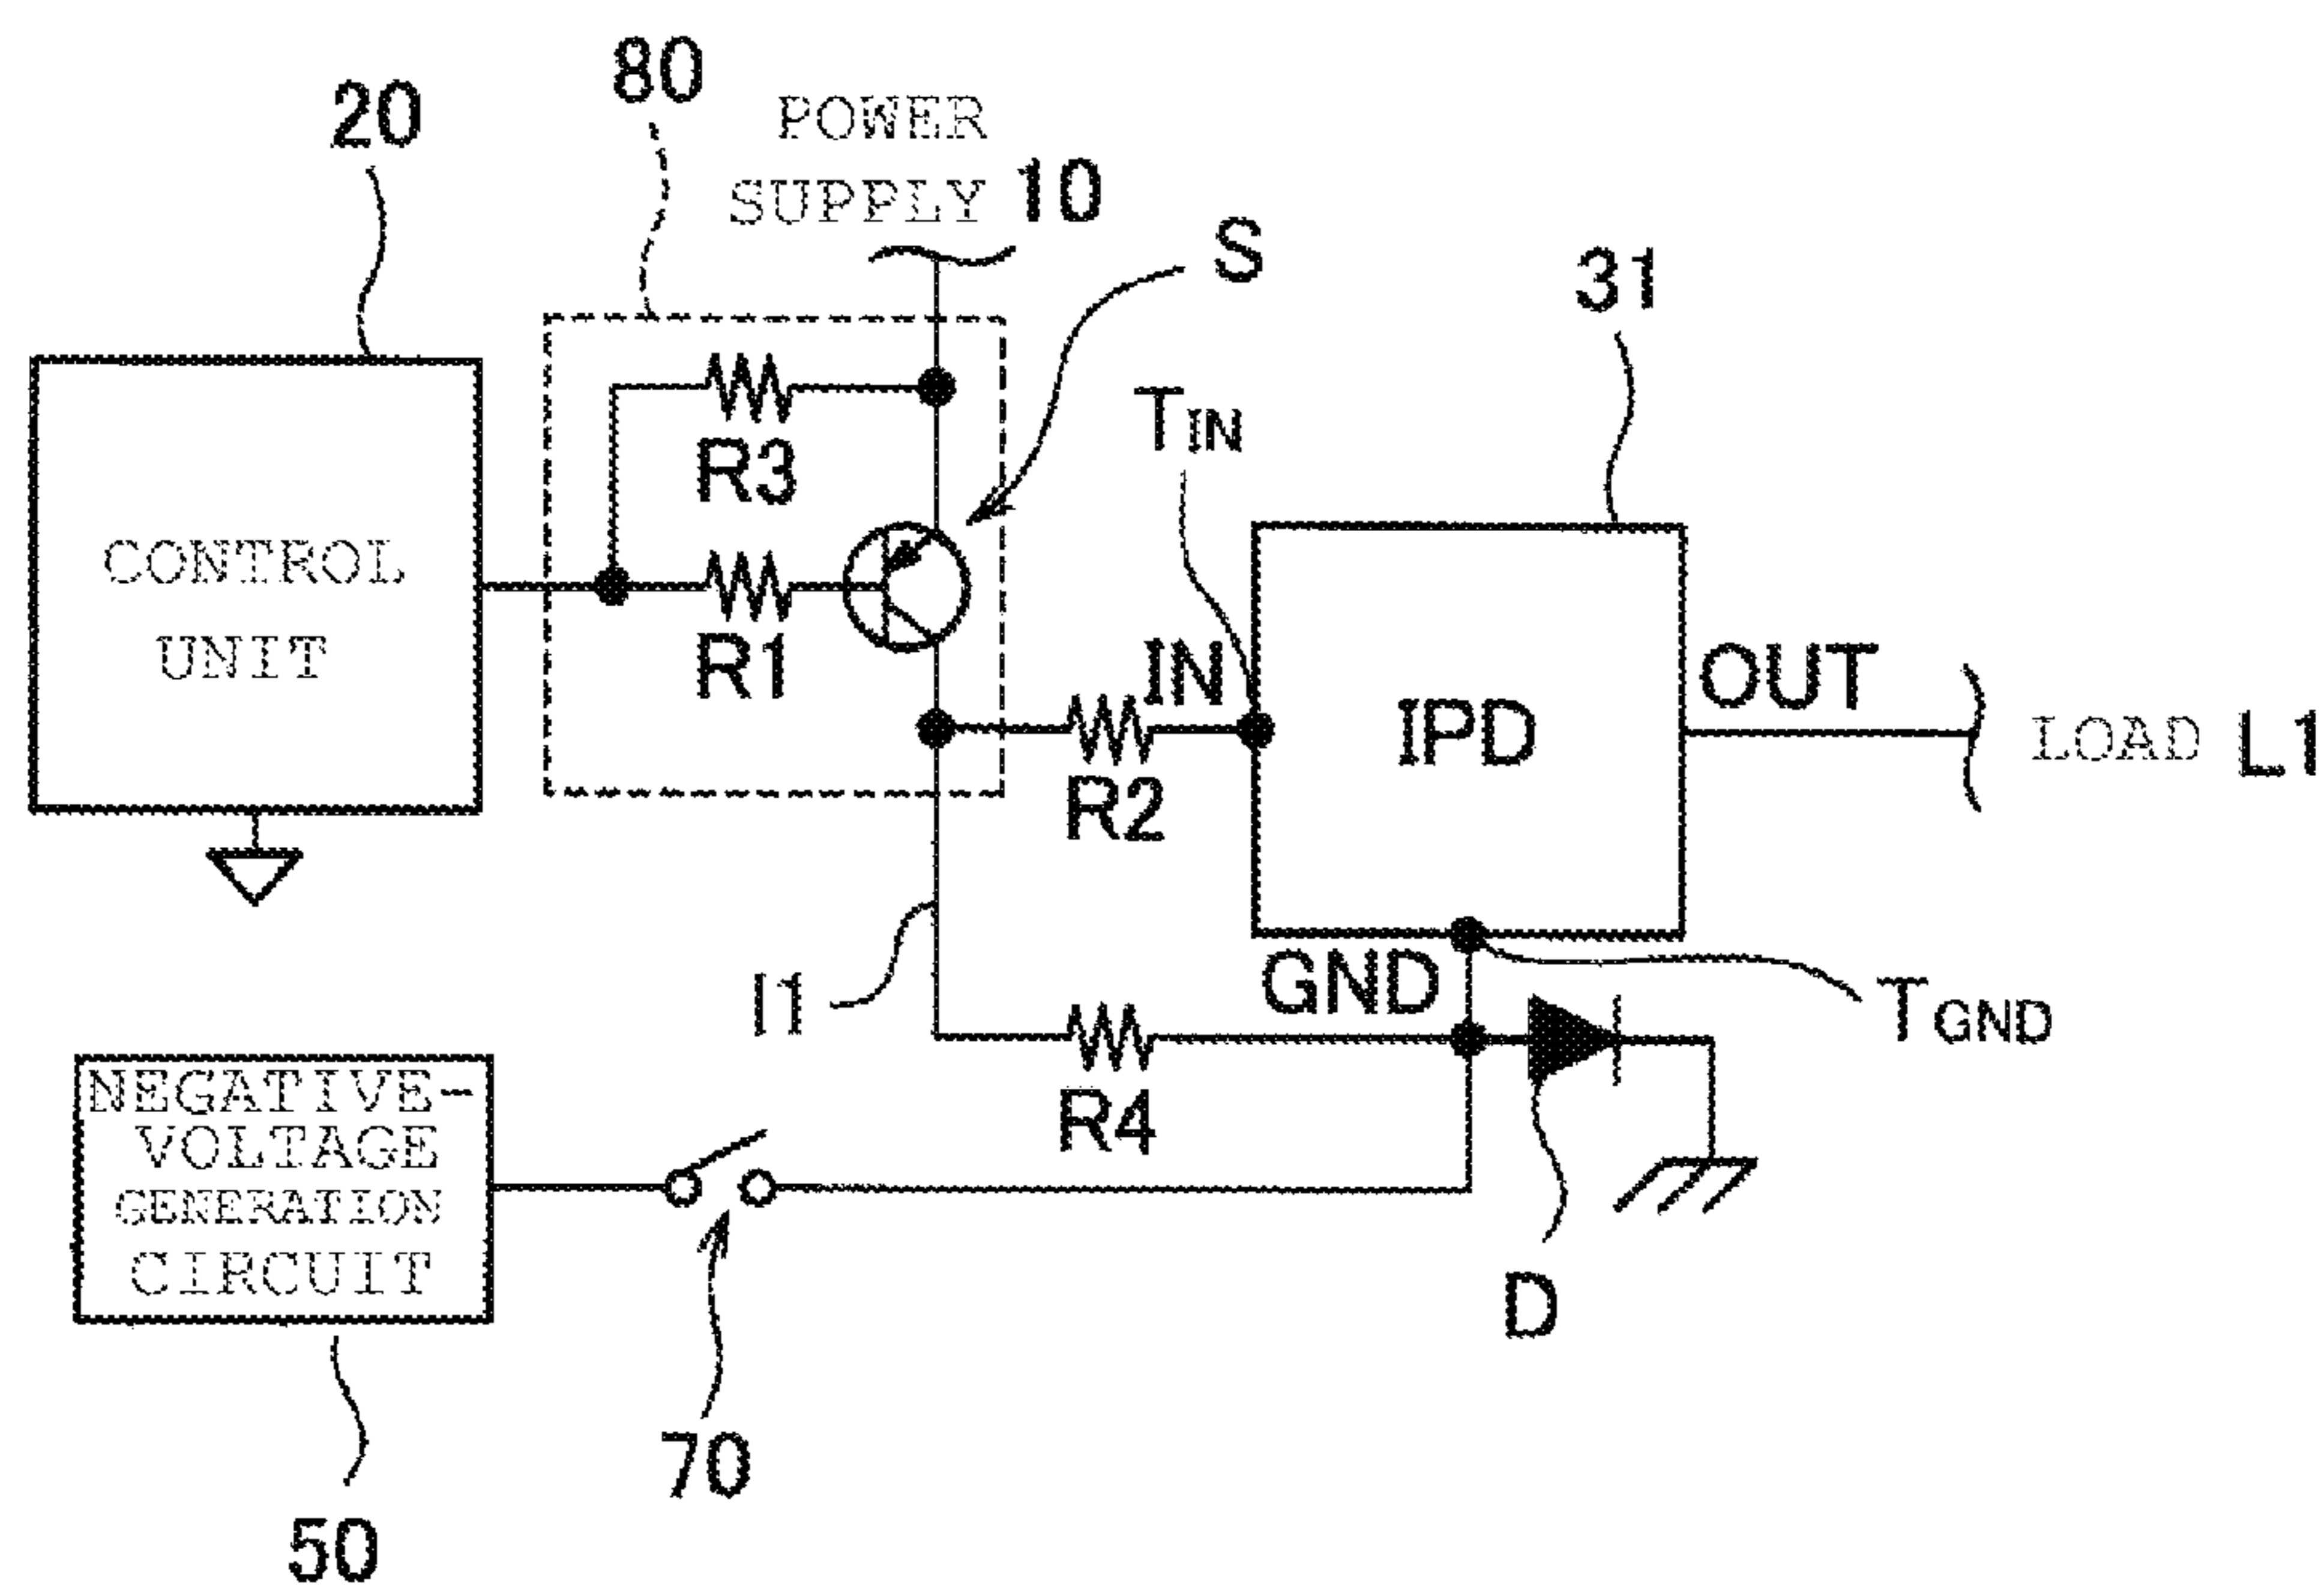 80
20
POWER
SUPPLY 10
S
31
TIN
R3
CONTROL
UNIT
R1
IN
IPD
OUT
LOAD L1
R2
GND
TGND
l1
R4
NEGATIVE-
VOLTAGE
GENERATION
CIRCUIT
D
70
50